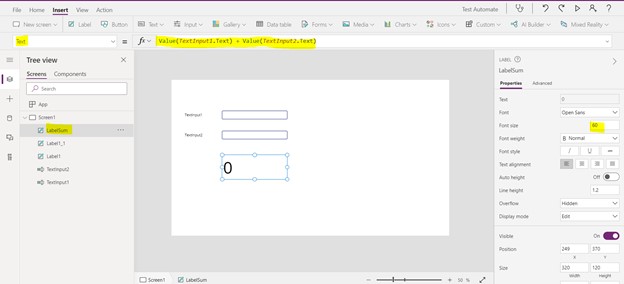 File Home Insert View Action Test Automate
New screen Label Button Text Input Gallery Data table Forms Media Charts Icons Custom AI Builder Mixed Reality
Text = fx Value(TextInput1.Text) + Value(TextInput2.Text)
Tree view
Screens Components
Search
App
Screen1
LabelSum ...
Label1_1
Label1
TextInput2
TextInput1
TextInput1
TextInput2
0
Screen1 LabelSum
50 %
LABEL
LabelSum
Properties Advanced
Text 0
Font Open Sans
Font size 60
Font weight B Normal
Font style / U
Text alignment
Auto height Off
Line height 1.2
Overflow Hidden
Display mode Edit
Visible On
Position 249 370
X Y
Size 320 120
Width Height